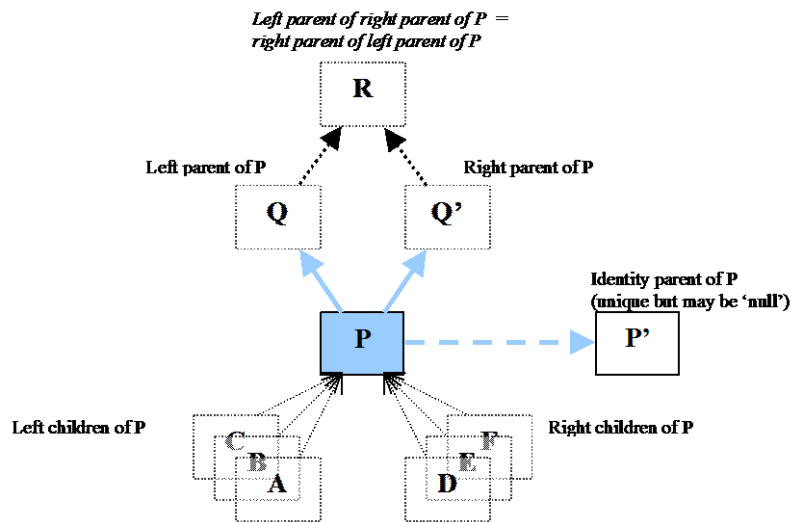 Left parent of right parent of P =
right parent of left parent of P
R
Left parent of P
Right parent of P
Q
Q’
Identity parent of P
(unique but may be ‘null’)
P
P’
Left children of P
Right children of P
C
B
A
F
E
D